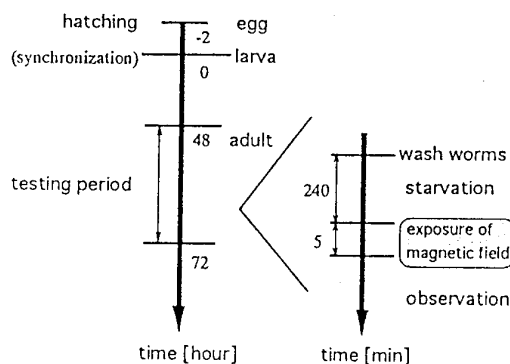 hatching
egg
-2
(synchronization)
larva
0
48
adult
testing period
72
time [hour]
wash worms
240
starvation
5
exposure of
magnetic field
observation
time [min]